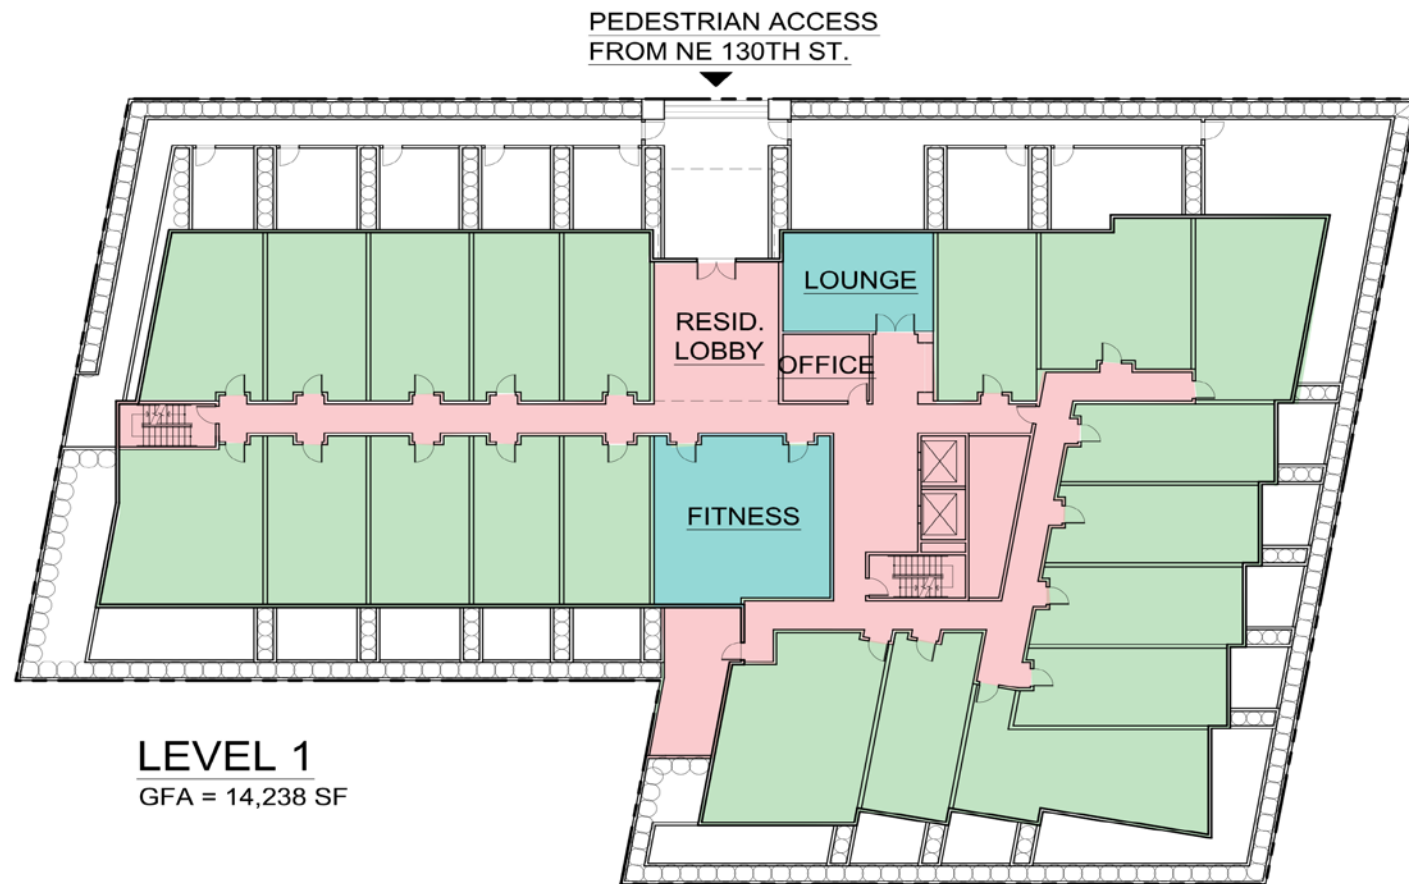 PEDESTRIAN ACCESS
FROM NE 130TH ST.
LOUNGE
RESID.
LOBBY
OFFICE
FITNESS
LEVEL 1
GFA = 14,238 SF